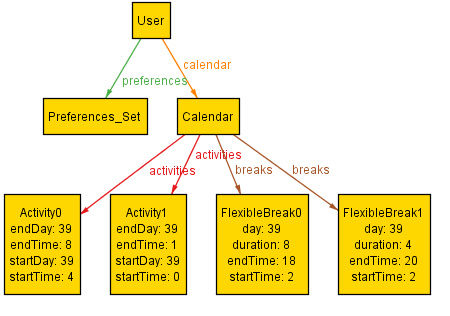 User
calendar
preferences
Preferences_Set
Calendar
activities
activities
breaks
breaks
Activity0
endDay: 39
endTime: 8
startDay: 39
startTime: 4
Activity1
endDay: 39
endTime: 1
startDay: 39
startTime: 0
FlexibleBreak0
day: 39
duration: 8
endTime: 18
startTime: 2
FlexibleBreak1
day: 39
duration: 4
endTime: 20
startTime: 2